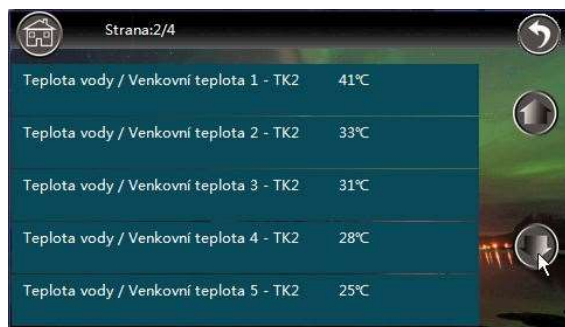 Strana:2/4
Teplota vody / Venkovní teplota 1 - TK2 41℃
Teplota vody / Venkovní teplota 2 - TK2 33℃
Teplota vody / Venkovní teplota 3 - TK2 31℃
Teplota vody / Venkovní teplota 4 - TK2 28℃
Teplota vody / Venkovní teplota 5 - TK2 25℃